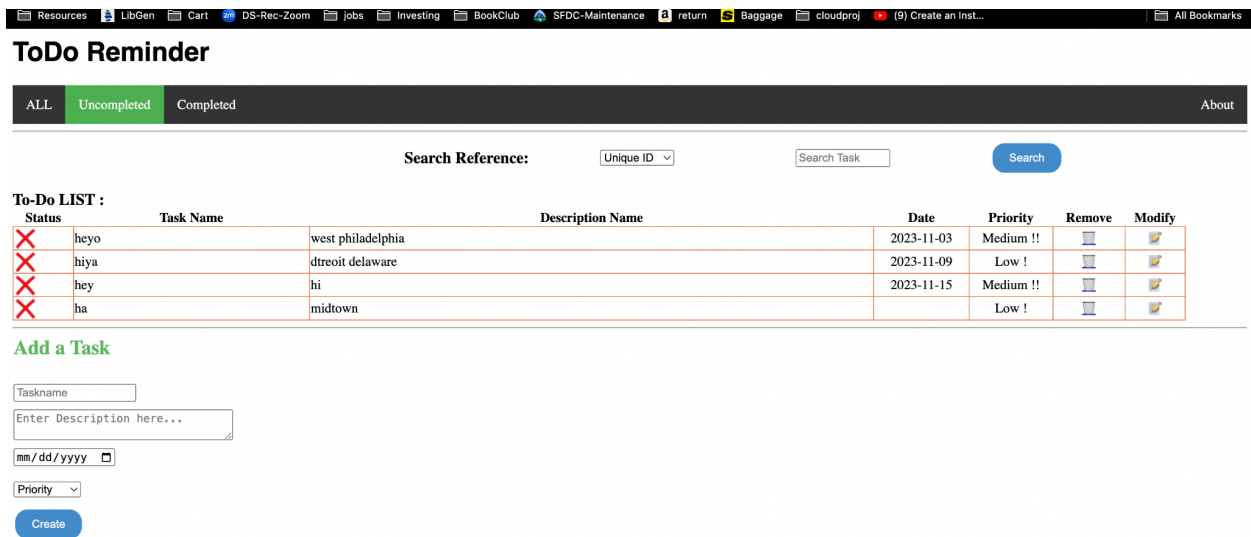 Resources LibGen Cart zm DS-Rec-Zoom jobs Investing BookClub SFDC-Maintenance a return S Baggage cloudproj (9) Create an Inst... All Bookmarks
ToDo Reminder
ALL Uncompleted Completed About
Search Reference: Unique ID Search Task Search
To-Do LIST :
Status Task Name Description Name Date Priority Remove Modify
heyo west philadelphia 2023-11-03 Medium !!
hiya dtreoit delaware 2023-11-09 Low !
hey hi 2023-11-15 Medium !!
ha midtown Low !
Add a Task
Taskname
Enter Description here...
mm/dd/yyyy
Priority
Create